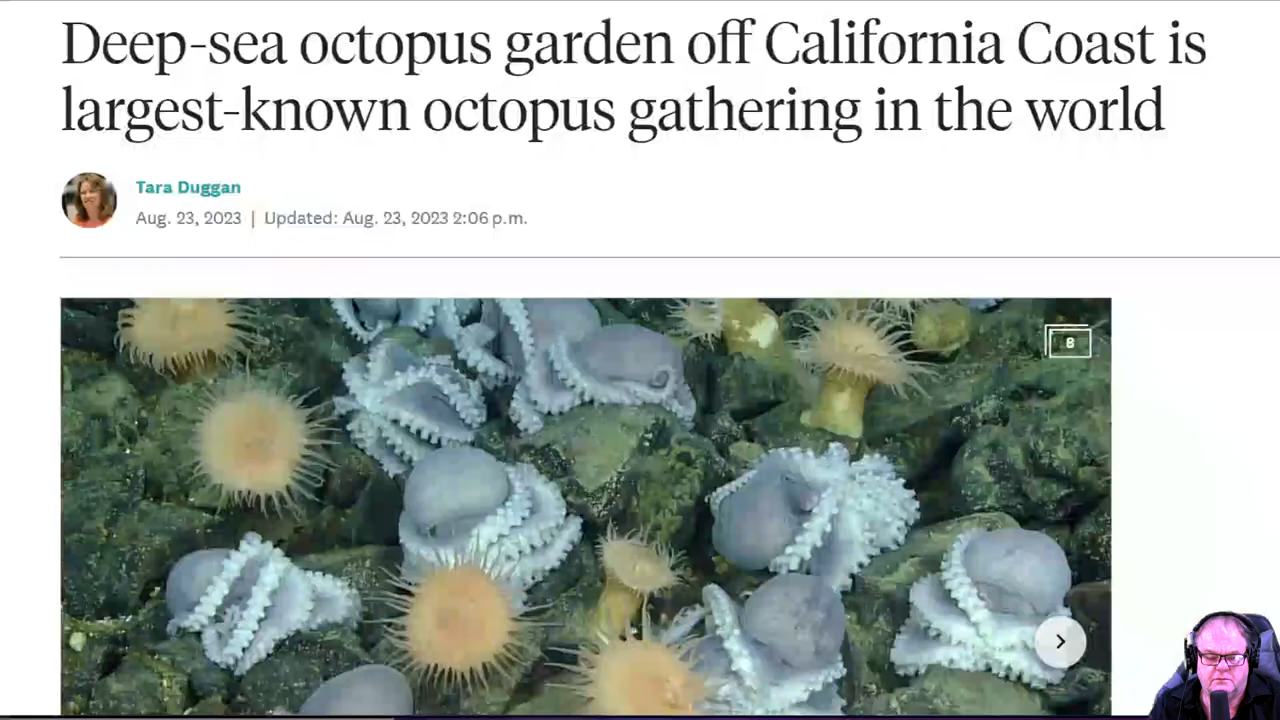 Deep-sea octopus garden off California Coast is
largest-known octopus gathering in the world
Tara Duggan
Aug. 23, 2023 | Updated: Aug. 23, 2023 2:06 p.m.
8